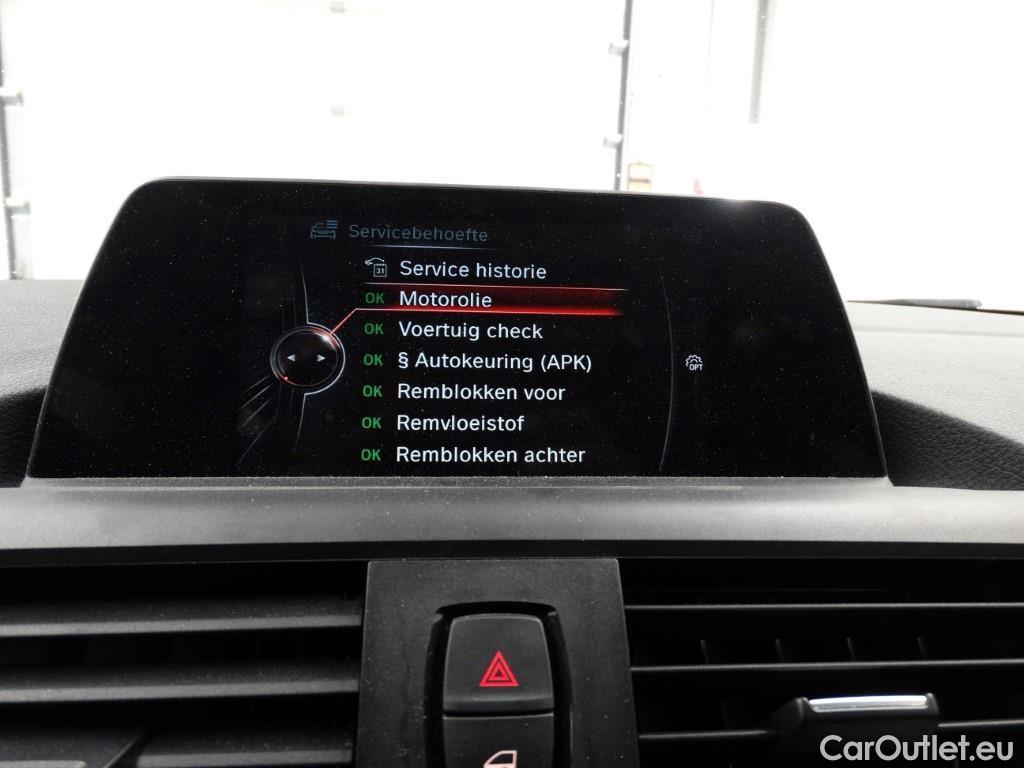 Servicebehoefte
31 Service historie
OK Motorolie
OK Voertuig check
OK § Autokeuring (APK)
OPT
OK Remblokken voor
OK Remvloeistof
OK Remblokken achter
CarOutlet.eu